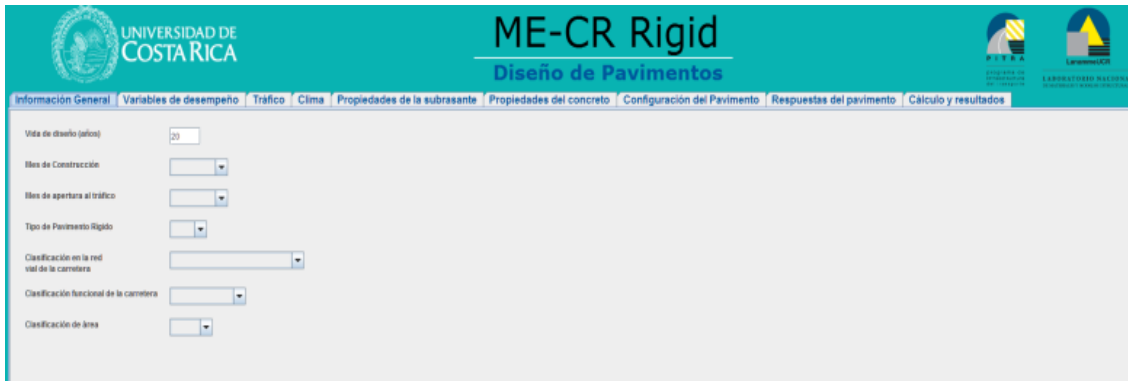 UNIVERSIDAD DE
COSTA RICA
ME-CR Rigid
Diseño de Pavimentos
PITRA
LanammeUCR
LABORATORIO NACIONA
Información General Variables de desempeño Tráfico Clima Propiedades de la subrasante Propiedades del concreto Configuración del Pavimento Respuestas del pavimento Cálculo y resultados
Vida de diseño (años) 20
Mes de Construcción
Mes de apertura al tráfico
Tipo de Pavimento Rígido
Clasificación en la red
vial de la carretera
Clasificación funcional de la carretera
Clasificación de área